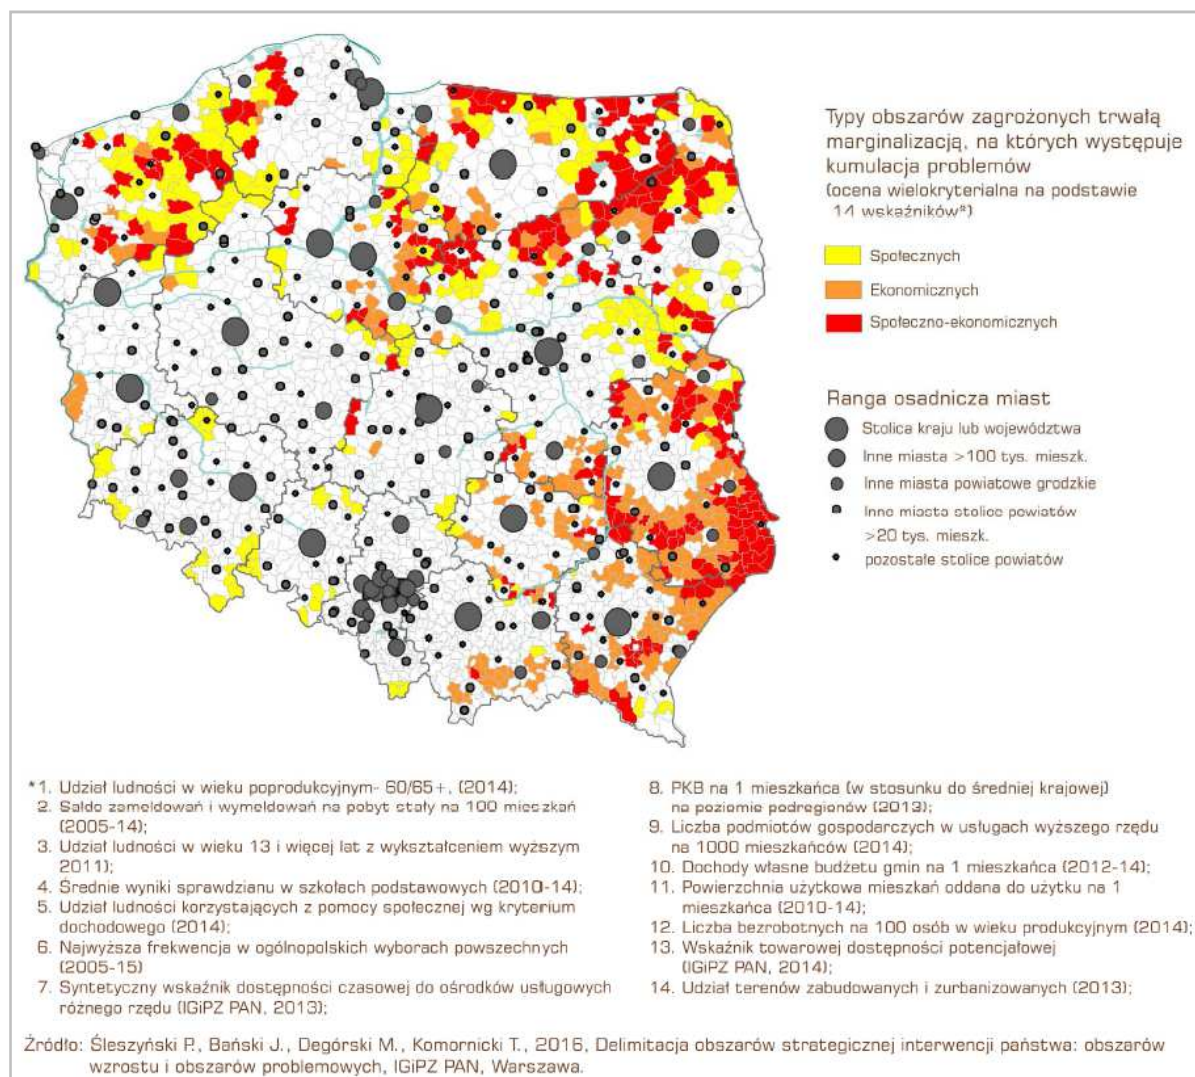 Typy obszarów zagrożonych trwałą
marginalizacją, na których występuje
kumulacja problemów
(ocena wielokryterialna na podstawie
14 wskaźników*)
Społecznych
Ekonomicznych
Społeczno-ekonomicznych
Ranga osadnicza miast
Stolica kraju lub województwa
Inne miasta >100 tys. mieszk.
Inne miasta powiatowe grodzkie
Inne miasta stolice powiatów
>20 tys. mieszk.
pozostałe stolice powiatów
*1. Udział ludności w wieku poprodukcyjnym- 60/65+, (2014);
2. Saldo zameldowań i wymeldowań na pobyt stały na 100 mieszkań
(2005-14);
3. Udział ludności w wieku 13 i więcej lat z wykształceniem wyższym
2011);
4. Średnie wyniki sprawdzianu w szkołach podstawowych (2010-14);
5. Udział ludności korzystających z pomocy społecznej wg kryterium
dochodowego (2014);
6. Najwyższa frekwencja w ogólnopolskich wyborach powszechnych
(2005-15)
7. Syntetyczny wskaźnik dostępności czasowej do ośrodków usługowych
różnego rzędu (IGiPZ PAN, 2013);
8. PKB na 1 mieszkańca (w stosunku do średniej krajowej)
na poziomie podregionów (2013);
9. Liczba podmiotów gospodarczych w usługach wyższego rzędu
na 1000 mieszkańców (2014);
10. Dochody własne budżetu gmin na 1 mieszkańca (2012-14);
11. Powierzchnia użytkowa mieszkań oddana do użytku na 1
mieszkańca (2010-14);
12. Liczba bezrobotnych na 100 osób w wieku produkcyjnym (2014);
13. Wskaźnik towarowej dostępności potencjałowej
(IGiPZ PAN, 2014);
14. Udział terenów zabudowanych i zurbanizowanych (2013);
Źródło: Śleszyński P., Bański J., Degórski M., Komornicki T., 2016, Delimitacja obszarów strategicznej interwencji państwa: obszarów
wzrostu i obszarów problemowych, IGiPZ PAN, Warszawa.